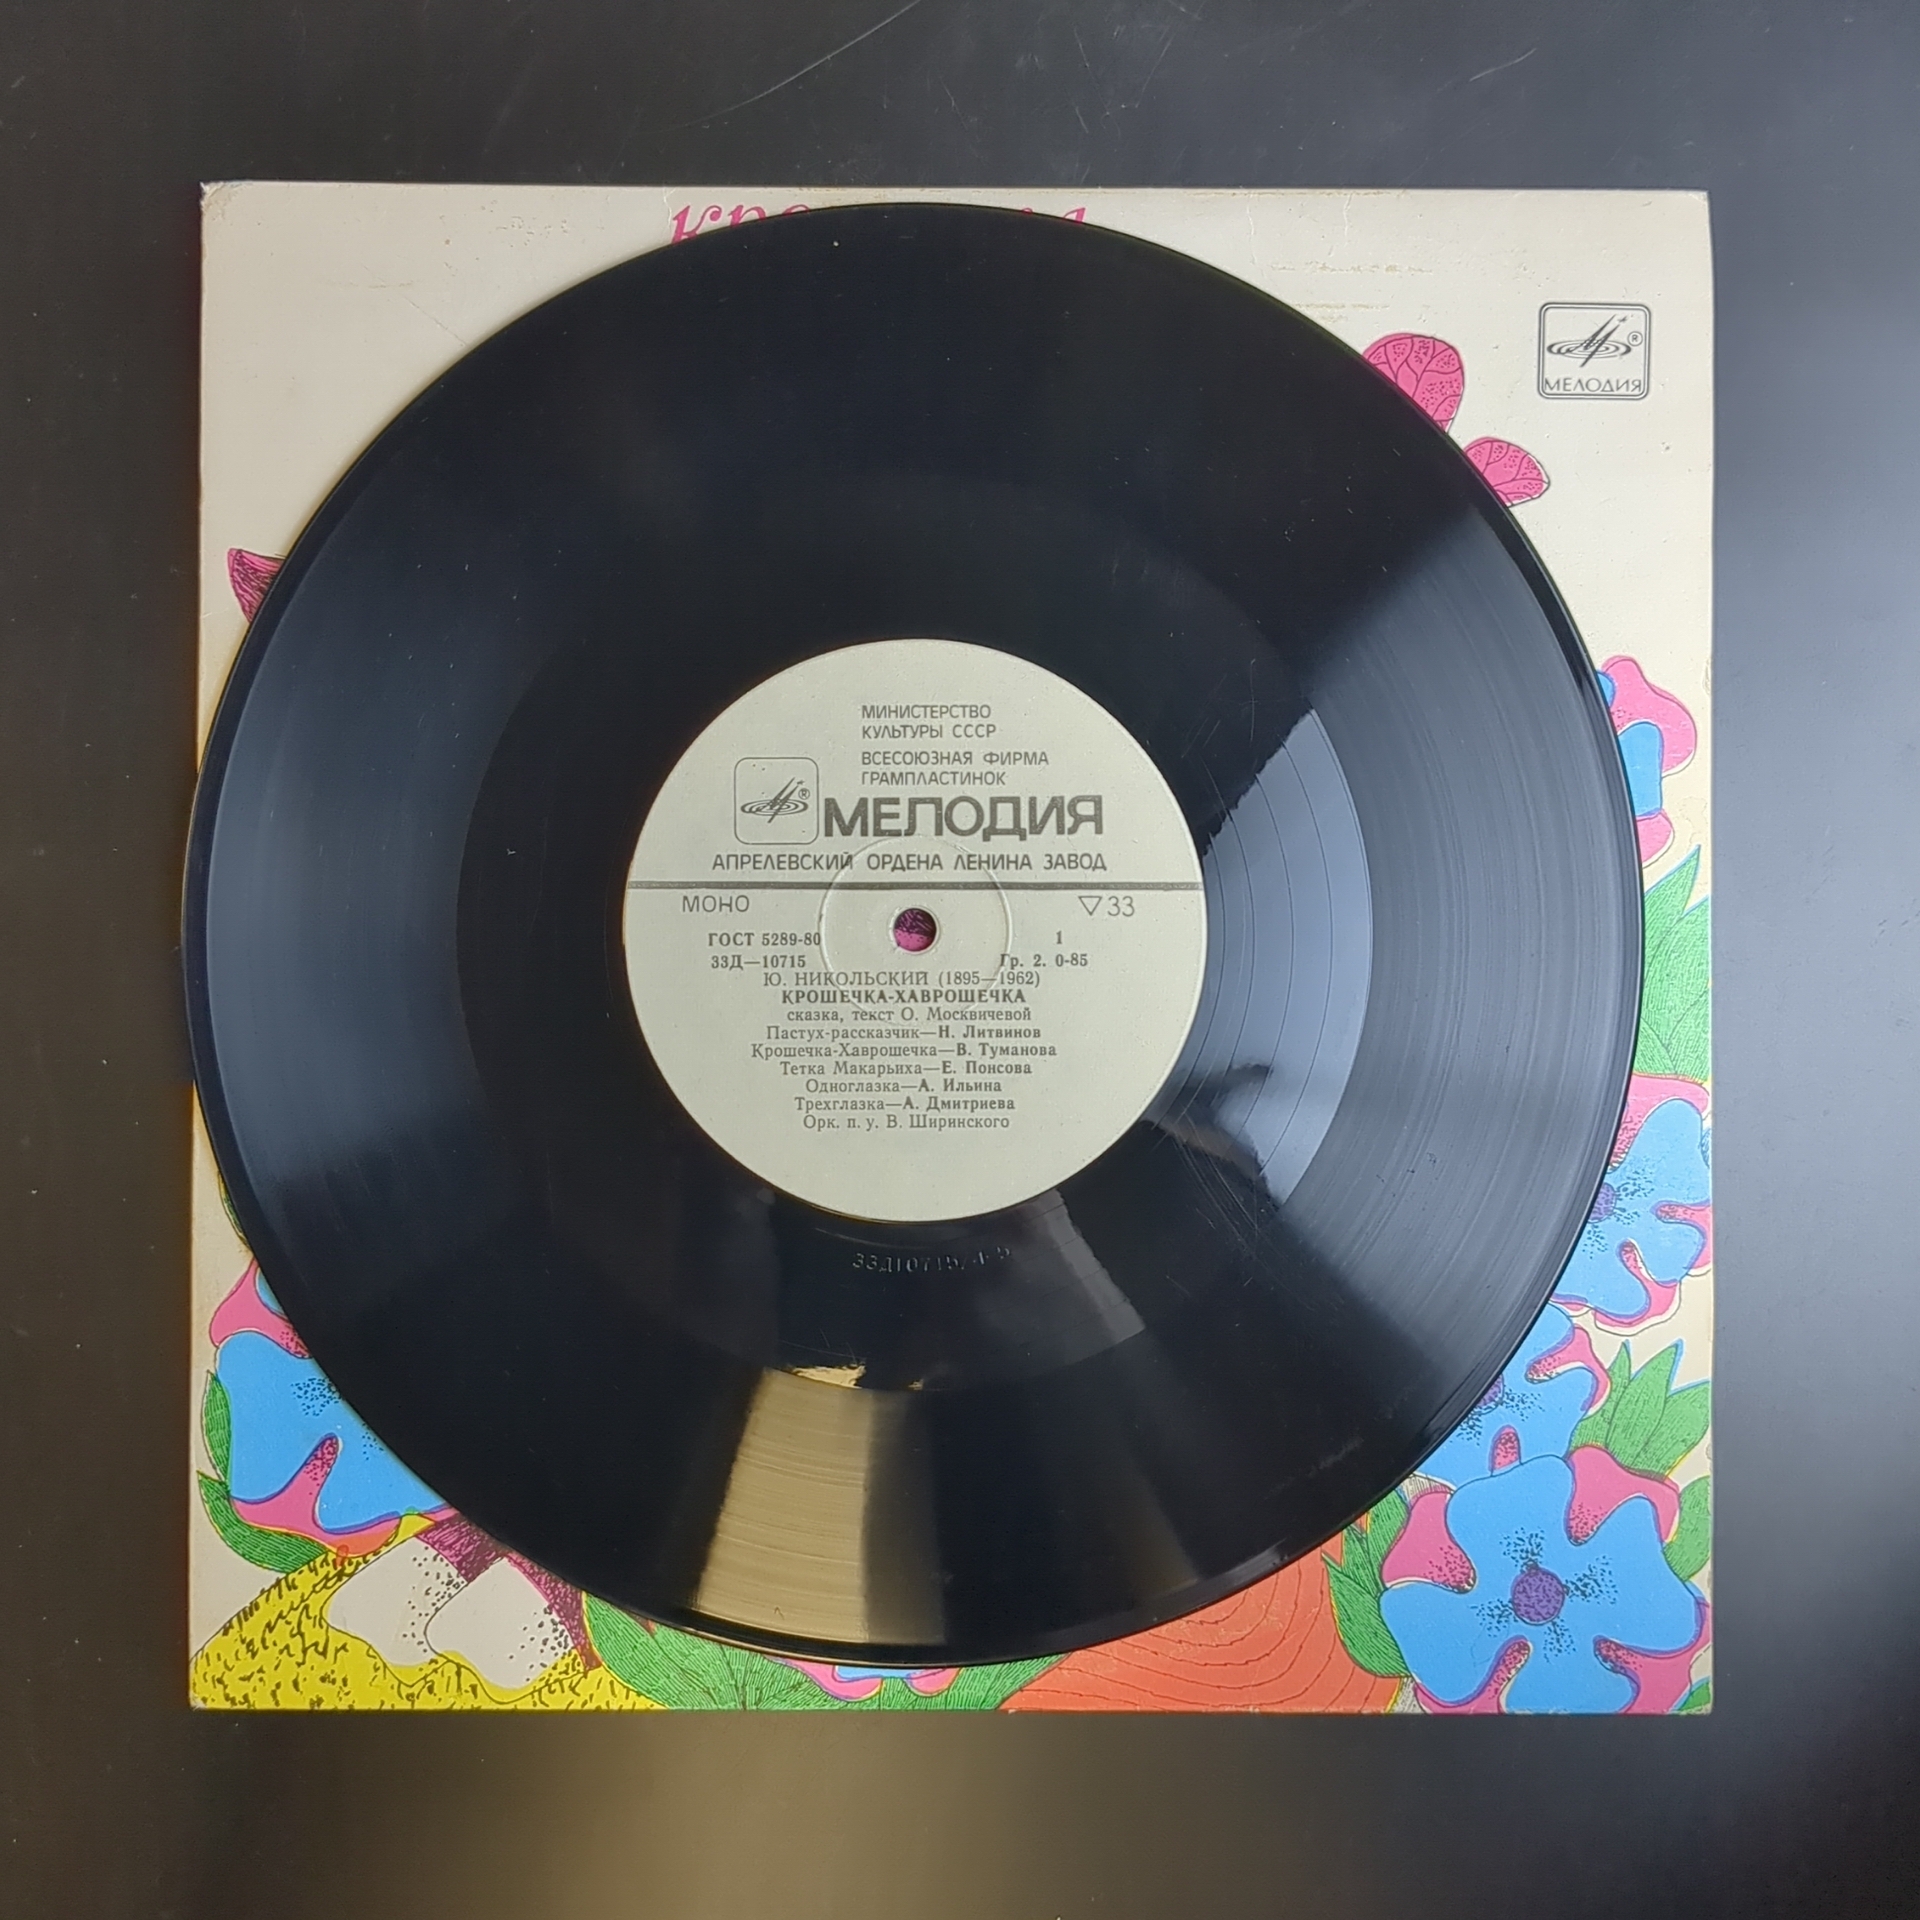 МЕЛОДИЯ
МИНИСТЕРСТВО
КУЛЬТУРЫ СССР
ВСЕСОЮЗНАЯ ФИРМА
ГРАМПЛАСТИНОК
МЕЛОДИЯ
АПРЕЛЕВСКИЙ ОРДЕНА ЛЕНИНА ЗАВОД
МОНО ▽33
ГОСТ 5289-80 1
33Д—10715 Гр. 2. 0-85
Ю. НИКОЛЬСКИЙ (1895—1962)
КРОШЕЧКА-ХАВРОШЕЧКА
сказка, текст О. Москвичевой
Пастух-рассказчик—Н. Литвинов
Крошечка-Хаврошечка—В. Туманова
Тетка Макарьиха—Е. Понсова
Одноглазка—А. Ильина
Трехглазка—А. Дмитриева
Орк. п. у. В. Ширинского